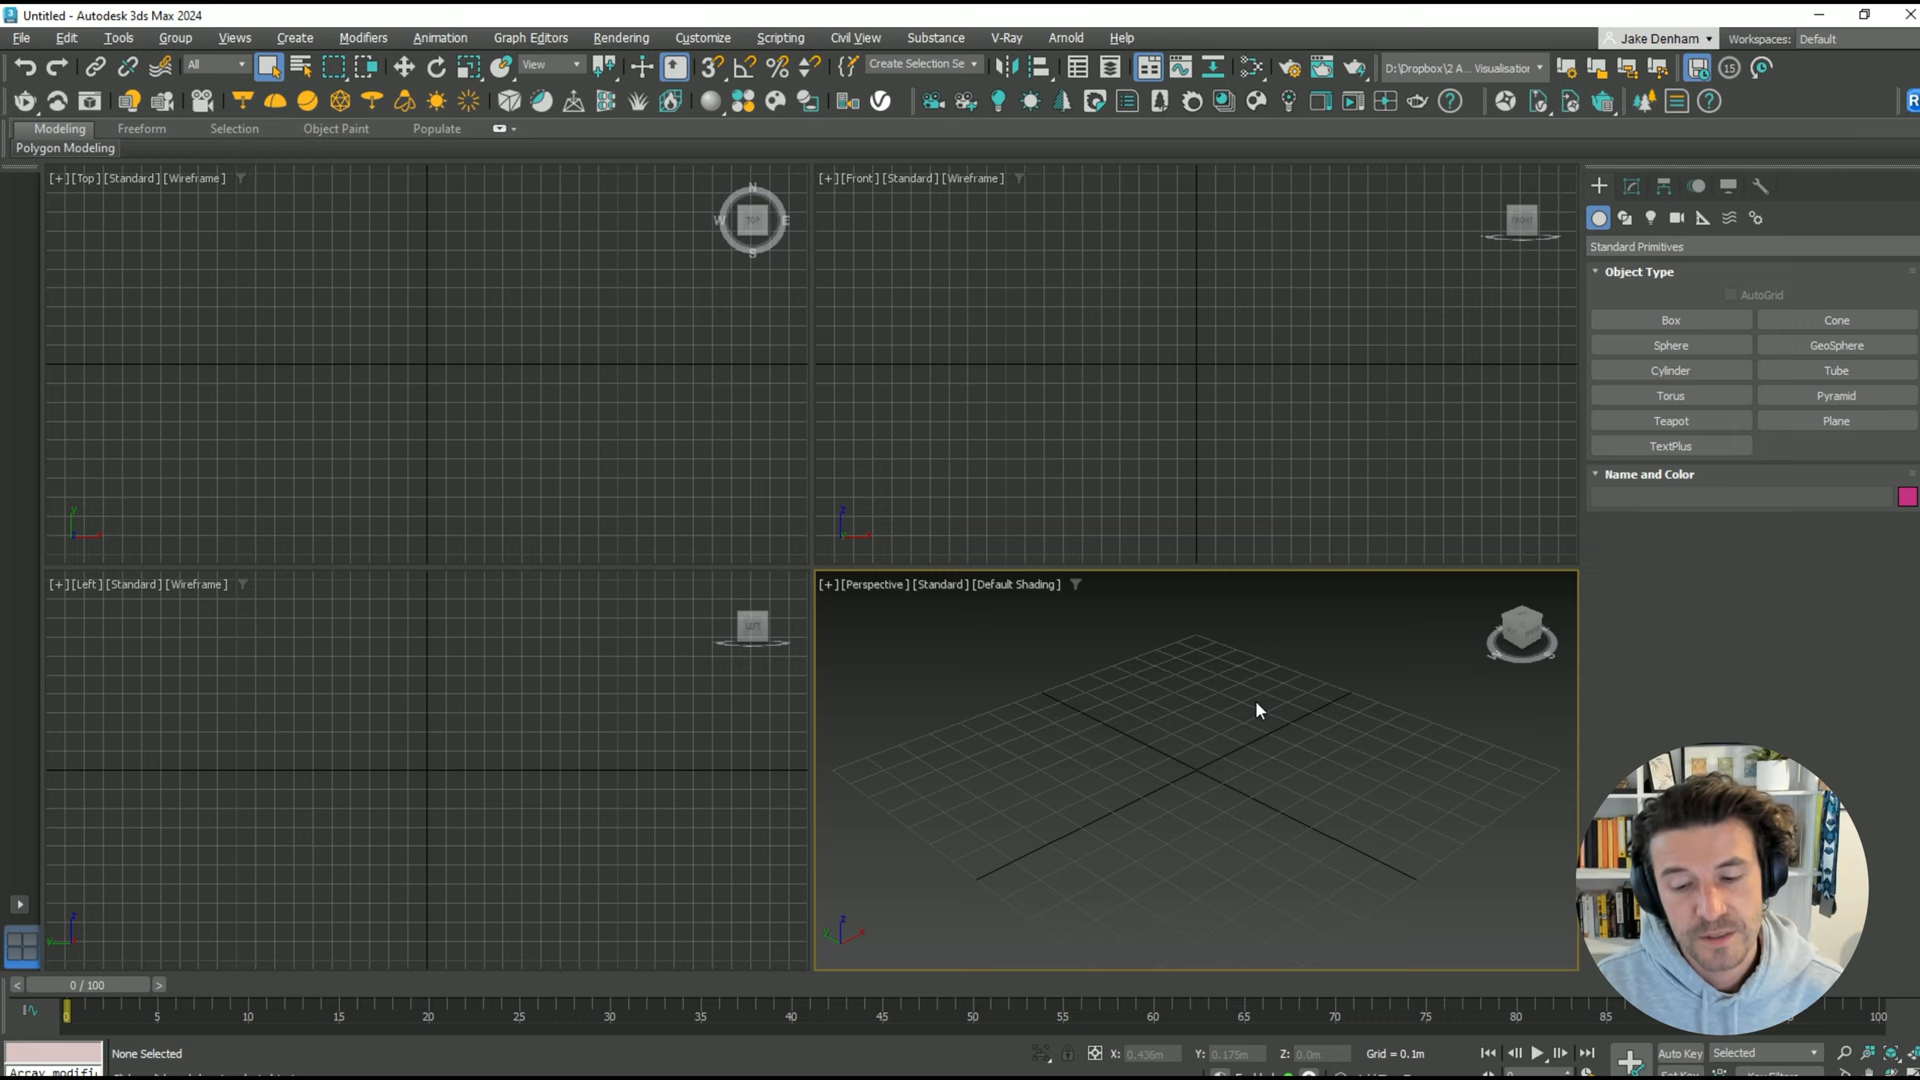 Untitled - Autodesk 3ds Max 2024
File Edit Tools Group Views Create Modifiers Animation Graph Editors Rendering Customize Scripting Civil View Substance V-Ray Arnold Help
Jake Denham
Workspaces: Default
All
View
Create Selection Se
D:\Dropbox\2 A... Visualisation
15
Modeling Freeform Selection Object Paint Populate
Polygon Modeling
[+] [Top] [Standard] [Wireframe]
N
W TOP E
S
[+] [Front] [Standard] [Wireframe]
FRONT
Standard Primitives
Object Type
AutoGrid
Box Cone
Sphere GeoSphere
Cylinder Tube
Torus Pyramid
Teapot Plane
TextPlus
Name and Color
y
z
[+] [Left] [Standard] [Wireframe]
LEFT
[+] [Perspective] [Standard] [Default Shading]
z
y
z
y x
< 0 / 100 >
0 5 10 15 20 25 30 35 40 45 50 55 60 65 70 75 80 85 100
None Selected
X: 0.436m Y: 0.175m Z: 0.0m Grid = 0.1m
Auto Key Selected